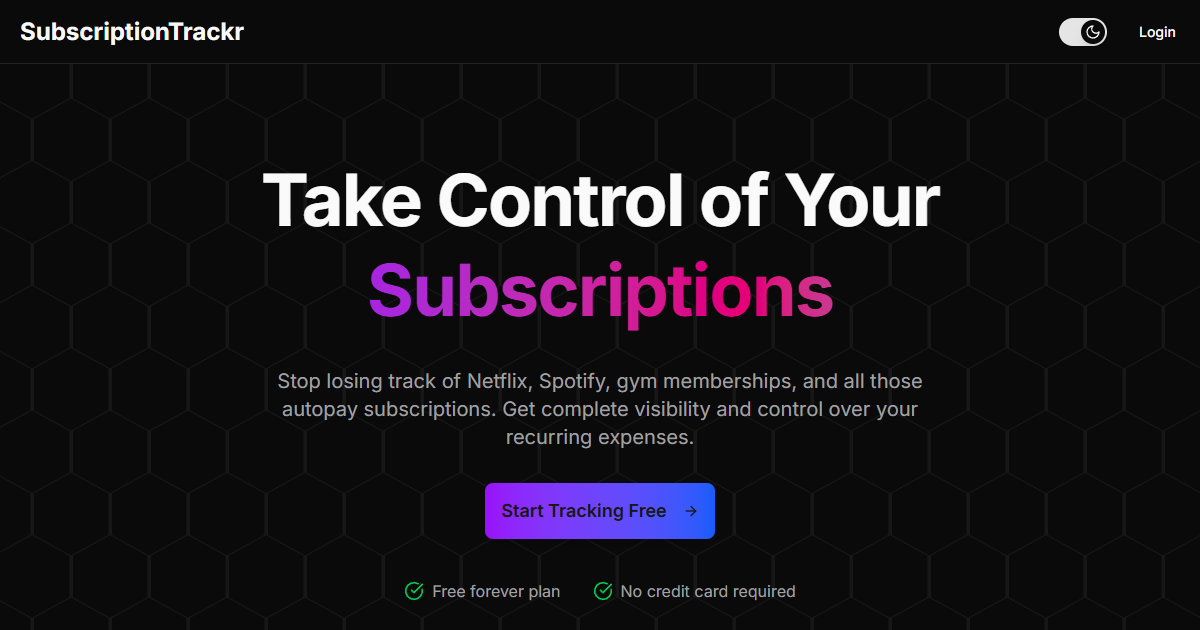 SubscriptionTrackr
Login
Take Control of Your
Subscriptions
Stop losing track of Netflix, Spotify, gym memberships, and all those
autopay subscriptions. Get complete visibility and control over your
recurring expenses.
Start Tracking Free →
Free forever plan
No credit card required